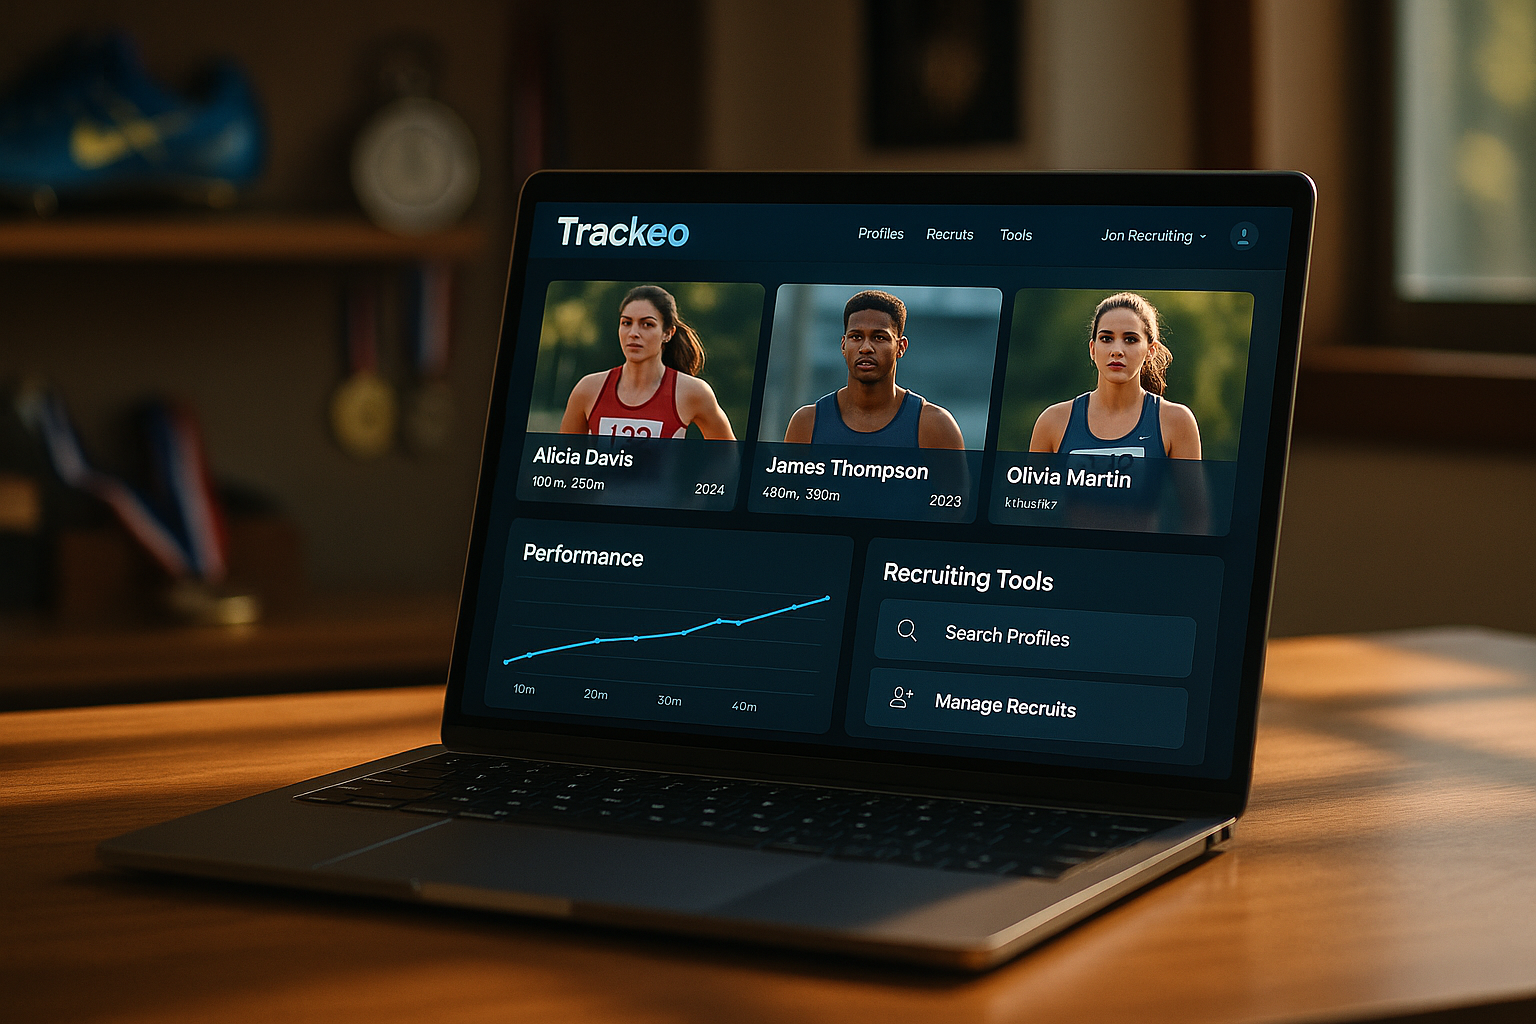 Trackeo
Profiles
Recruts
Tools
Jon Recruiting
Alicia Davis
100 m, 250m
2024
James Thompson
480m, 390m
2023
Olivia Martin
kthusfik7
Performance
10m
20m
30m
40m
Recruiting Tools
Search Profiles
Manage Recruits